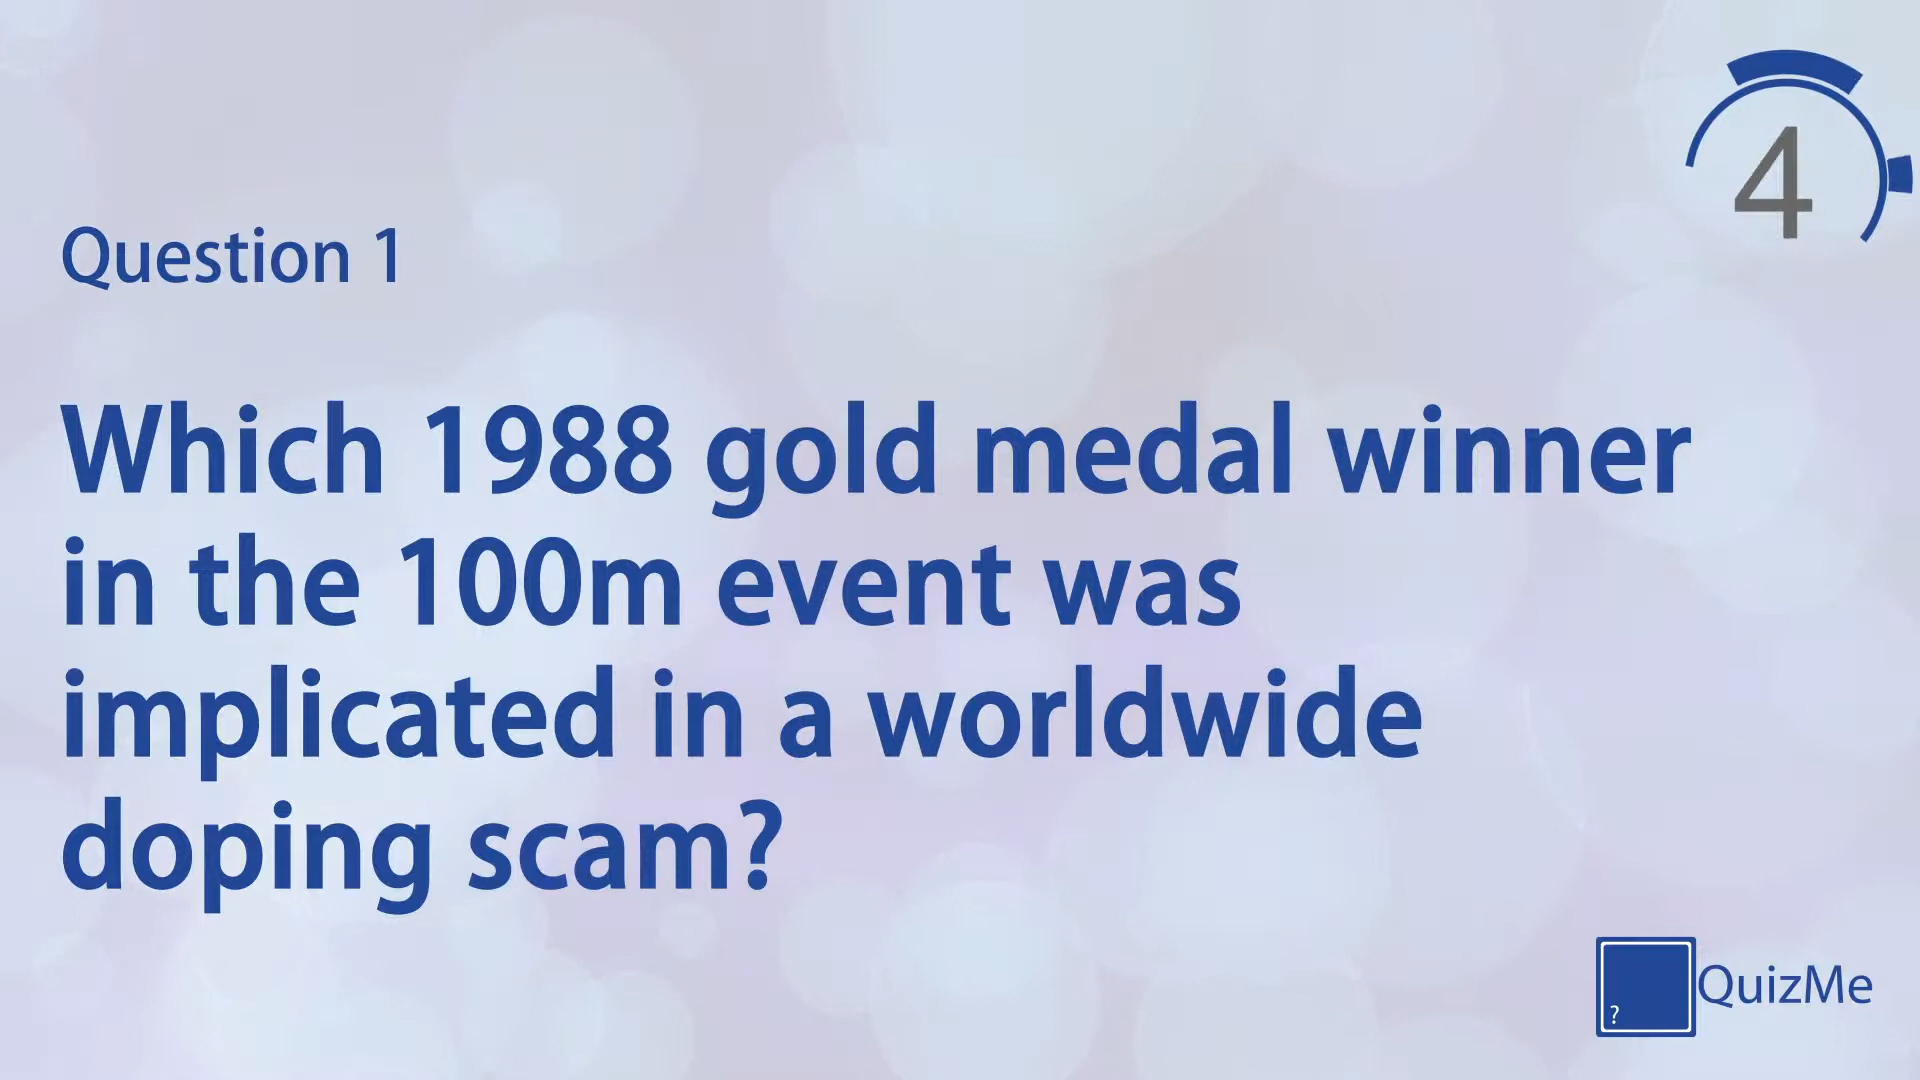 4
Question 1
Which 1988 gold medal winner
in the 100m event was
implicated in a worldwide
doping scam?
?
QuizMe